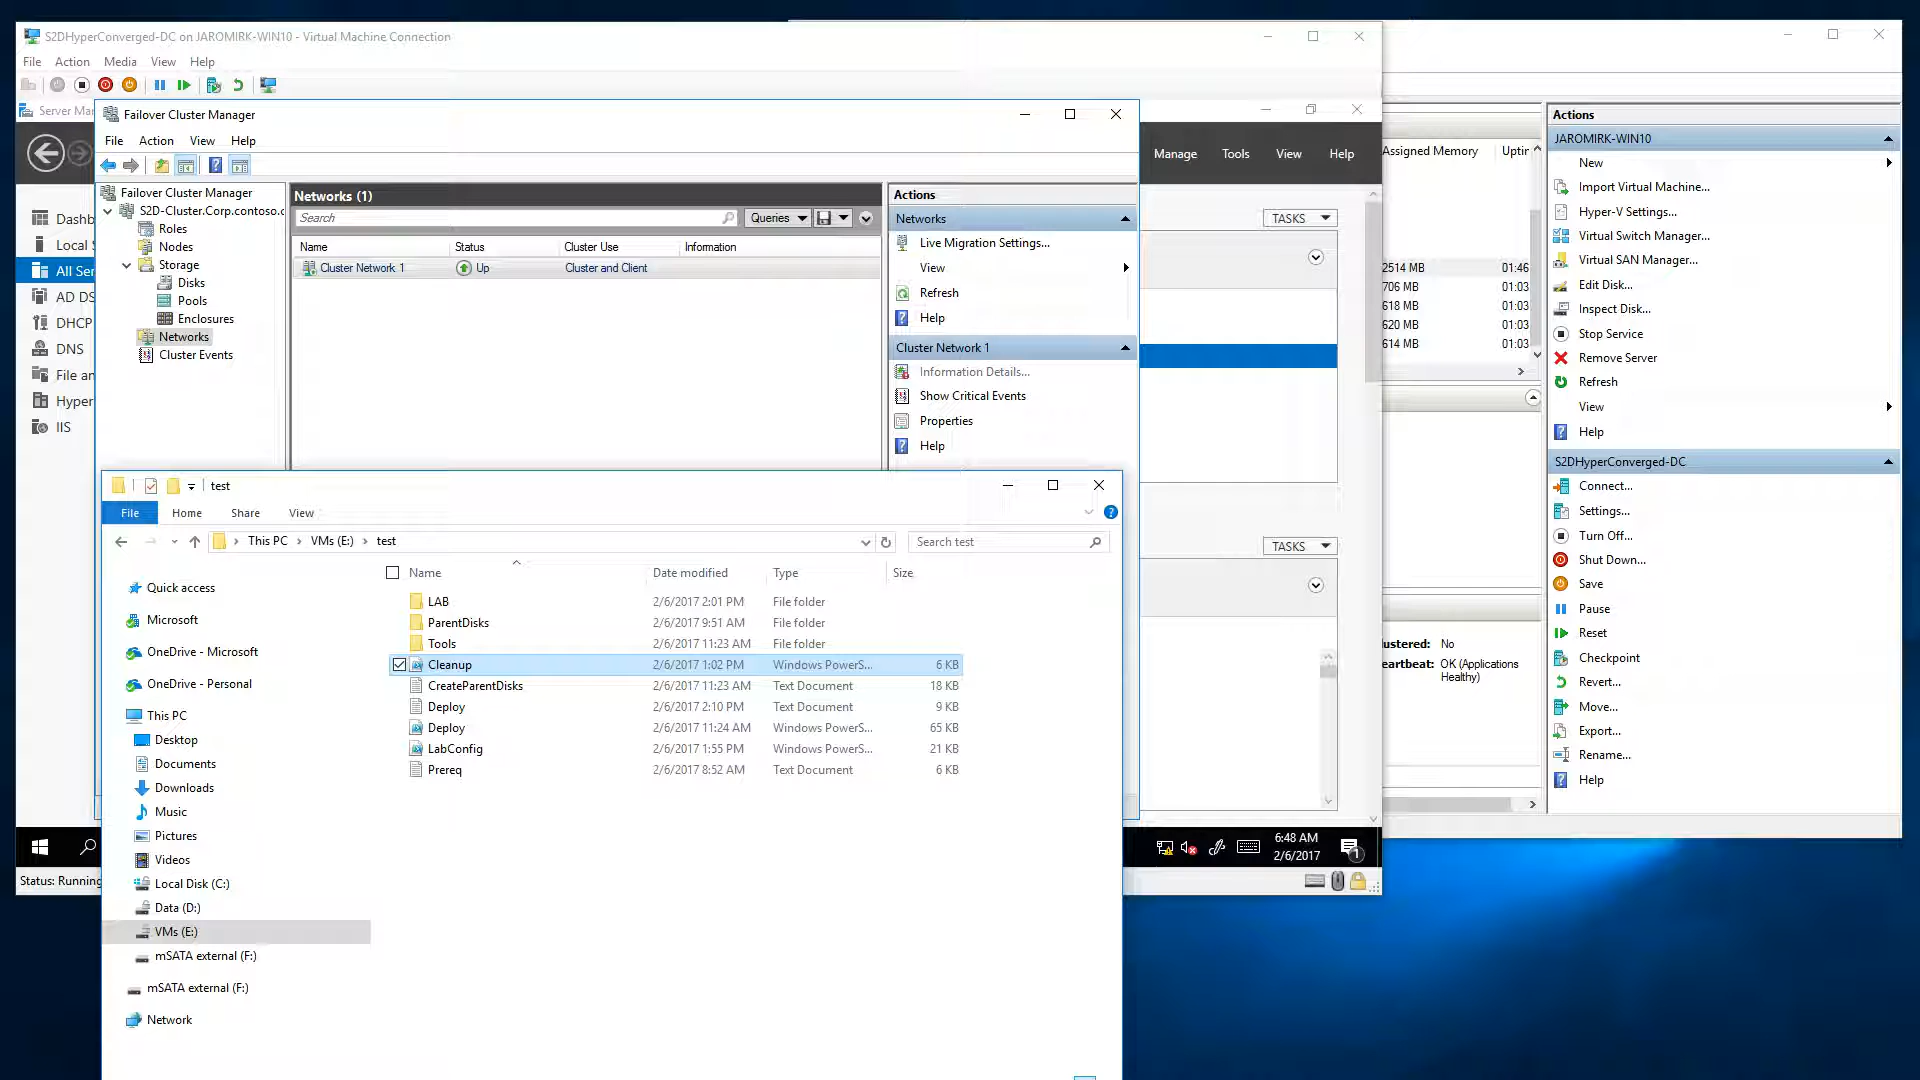 S2DHyperConverged-DC on JAROMIRK-WIN10 - Virtual Machine Connection
File Action Media View Help
Server Mar
Dashb
Local S
All Ser
AD DS
DHCP
DNS
File an
Hyper
IIS
Status: Running
Failover Cluster Manager
File Action View Help
Failover Cluster Manager
S2D-Cluster.Corp.contoso.c
Roles
Nodes
Storage
Disks
Pools
Enclosures
Networks
Cluster Events
Networks (1)
Search
Queries
Name Status Cluster Use Information
Cluster Network 1 Up Cluster and Client
Actions
Networks
Live Migration Settings...
View
Refresh
Help
Cluster Network 1
Information Details...
Show Critical Events
Properties
Help
Manage Tools View Help
TASKS
TASKS
6:48 AM
2/6/2017
1
test
File Home Share View
This PC VMs (E:) test
Search test
Quick access
Microsoft
OneDrive - Microsoft
OneDrive - Personal
This PC
Desktop
Documents
Downloads
Music
Pictures
Videos
Local Disk (C:)
Data (D:)
VMs (E:)
mSATA external (F:)
mSATA external (F:)
Network
Name Date modified Type Size
LAB 2/6/2017 2:01 PM File folder
ParentDisks 2/6/2017 9:51 AM File folder
Tools 2/6/2017 11:23 AM File folder
Cleanup 2/6/2017 1:02 PM Windows PowerS... 6 KB
CreateParentDisks 2/6/2017 11:23 AM Text Document 18 KB
Deploy 2/6/2017 2:10 PM Text Document 9 KB
Deploy 2/6/2017 11:24 AM Windows PowerS... 65 KB
LabConfig 2/6/2017 1:55 PM Windows PowerS... 21 KB
Prereq 2/6/2017 8:52 AM Text Document 6 KB
Assigned Memory Uptir
2514 MB 01:46
706 MB 01:03
618 MB 01:03
620 MB 01:03
614 MB 01:03
lustered: No
eartbeat: OK (Applications
Healthy)
Actions
JAROMIRK-WIN10
New
Import Virtual Machine...
Hyper-V Settings...
Virtual Switch Manager...
Virtual SAN Manager...
Edit Disk...
Inspect Disk...
Stop Service
Remove Server
Refresh
View
Help
S2DHyperConverged-DC
Connect...
Settings...
Turn Off...
Shut Down...
Save
Pause
Reset
Checkpoint
Revert...
Move...
Export...
Rename...
Help